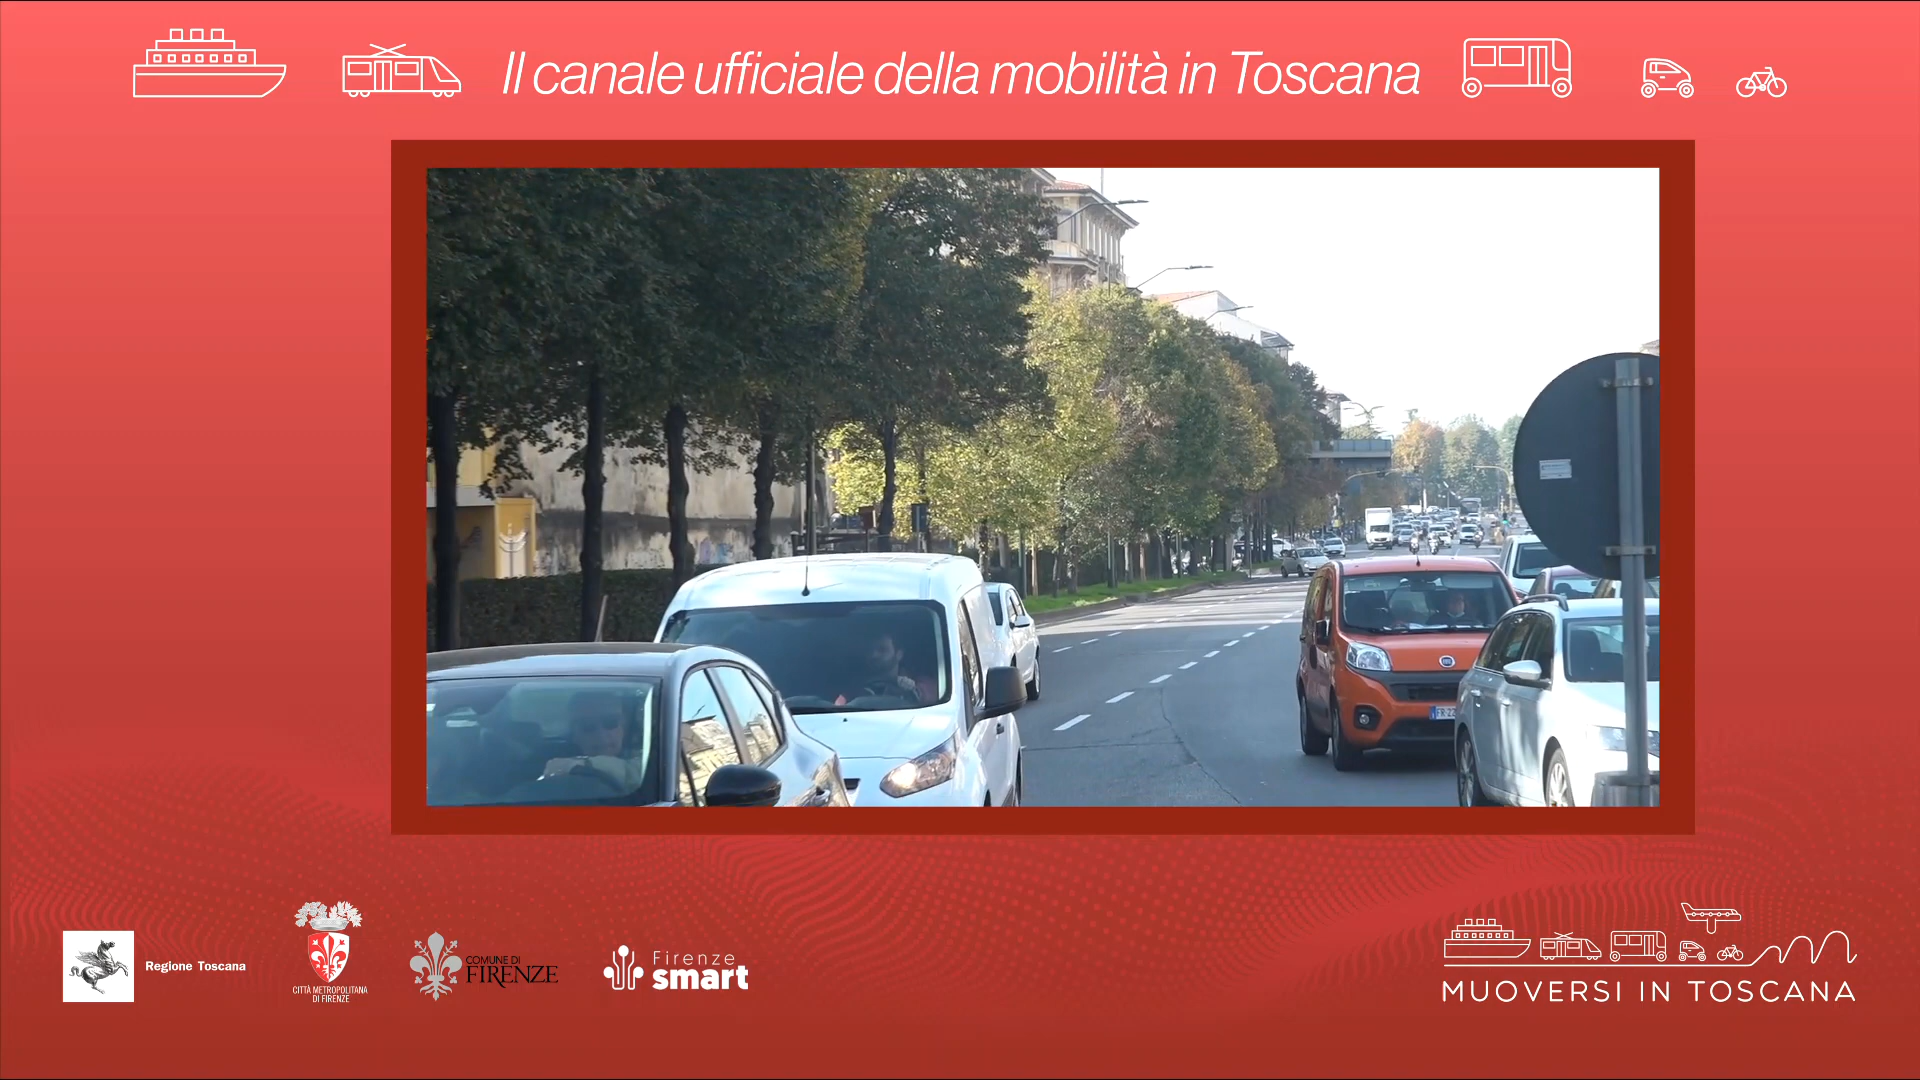 Il canale ufficiale della mobilità in Toscana
FIAT
Regione Toscana
CITTÀ METROPOLITANA
DI FIRENZE
COMUNE DI
FIRENZE
Firenze
smart
MUOVERSI IN TOSCANA